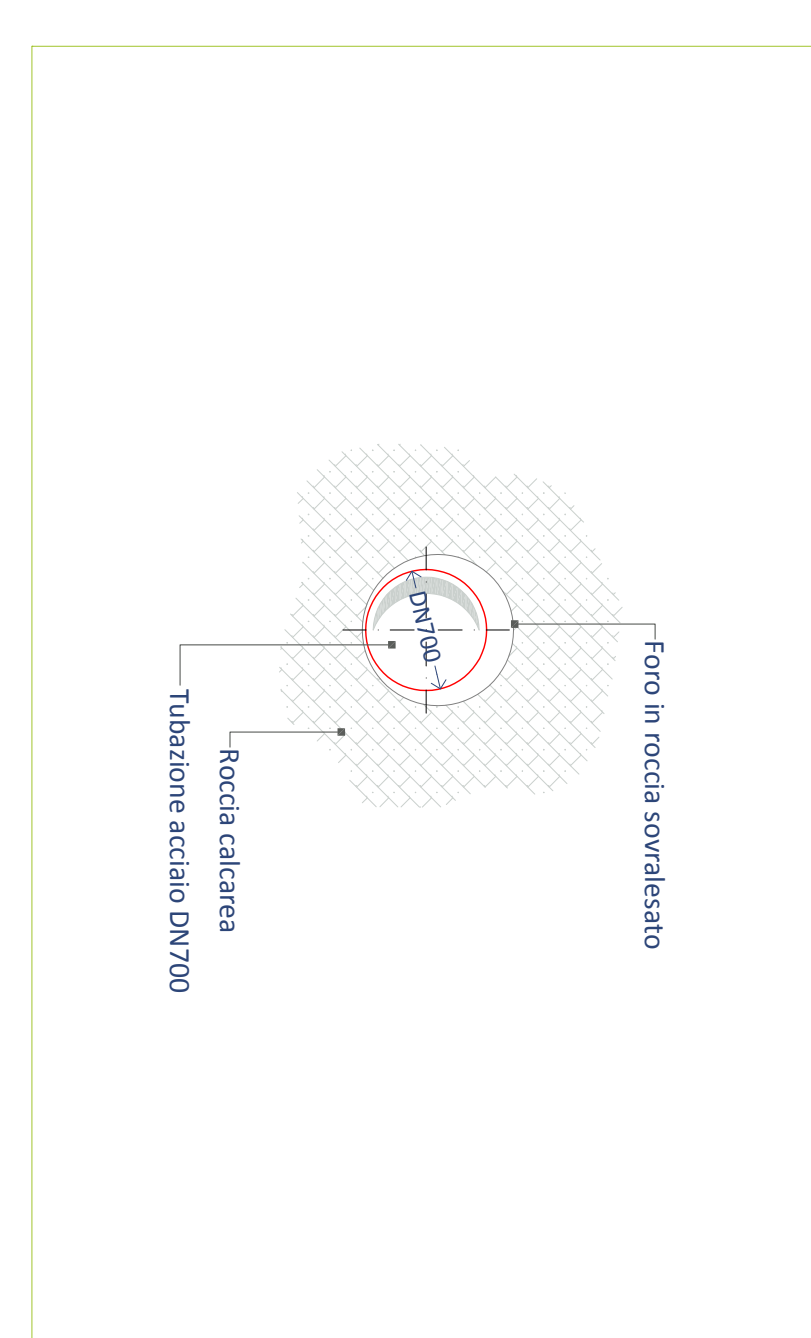 Foro in roccia sovralesato
DN700
Roccia calcarea
Tubazione acciaio DN700